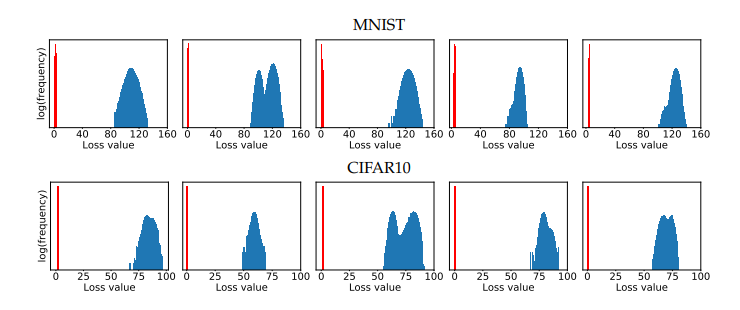 MNIST
log(frequency)
0 40 80 120 160 0 40 80 120 160 0 40 80 120 160 0 40 80 120 160 0 40 80 120 160
Loss value Loss value Loss value Loss value Loss value
CIFAR10
log(frequency)
0 25 50 75 100 0 25 50 75 100 0 25 50 75 100 0 25 50 75 100 0 25 50 75 100
Loss value Loss value Loss value Loss value Loss value